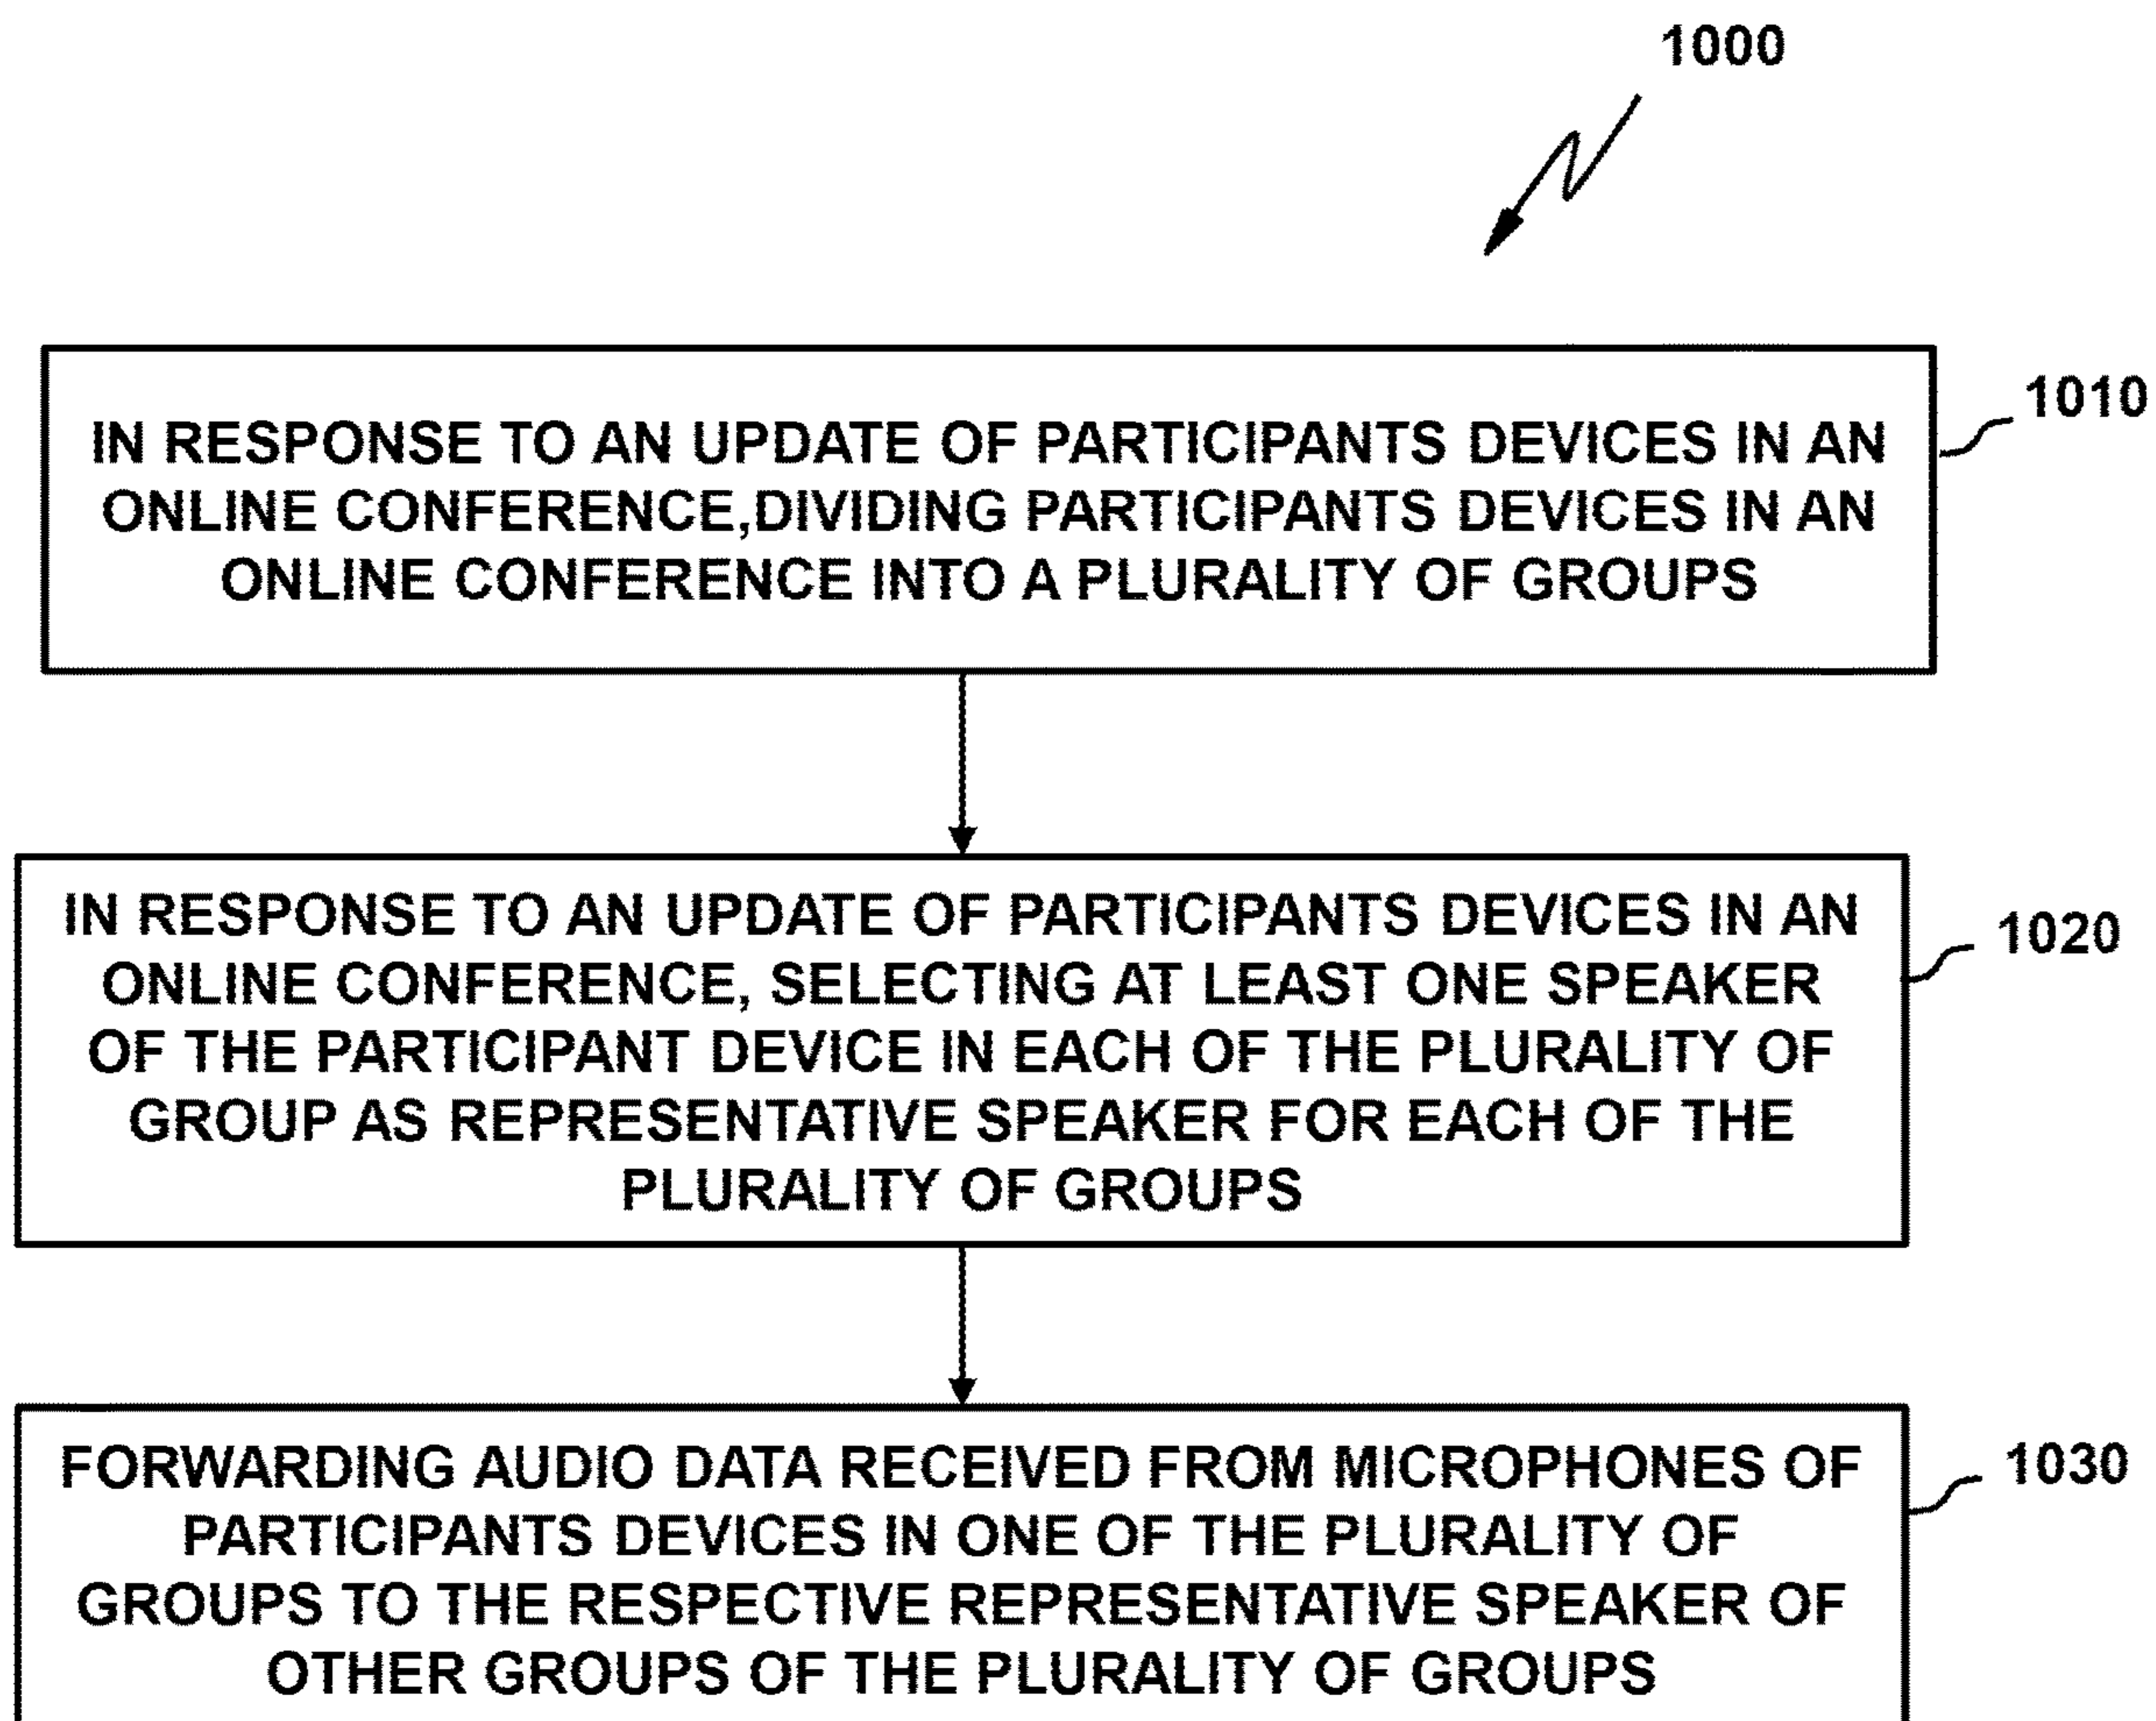 1000
IN RESPONSE TO AN UPDATE OF PARTICIPANTS DEVICES IN AN
ONLINE CONFERENCE,DIVIDING PARTICIPANTS DEVICES IN AN
ONLINE CONFERENCE INTO A PLURALITY OF GROUPS
1010
IN RESPONSE TO AN UPDATE OF PARTICIPANTS DEVICES IN AN
ONLINE CONFERENCE, SELECTING AT LEAST ONE SPEAKER
OF THE PARTICIPANT DEVICE IN EACH OF THE PLURALITY OF
GROUP AS REPRESENTATIVE SPEAKER FOR EACH OF THE
PLURALITY OF GROUPS
1020
FORWARDING AUDIO DATA RECEIVED FROM MICROPHONES OF
PARTICIPANTS DEVICES IN ONE OF THE PLURALITY OF
GROUPS TO THE RESPECTIVE REPRESENTATIVE SPEAKER OF
OTHER GROUPS OF THE PLURALITY OF GROUPS
1030